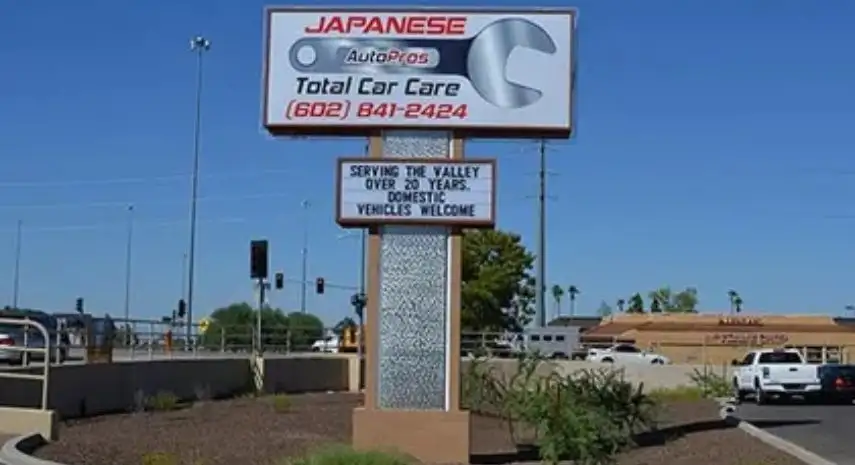 JAPANESE
AutoPros
Total Car Care
(602) 841-2424
SERVING THE VALLEY
OVER 20 YEARS.
DOMESTIC
VEHICLES WELCOME